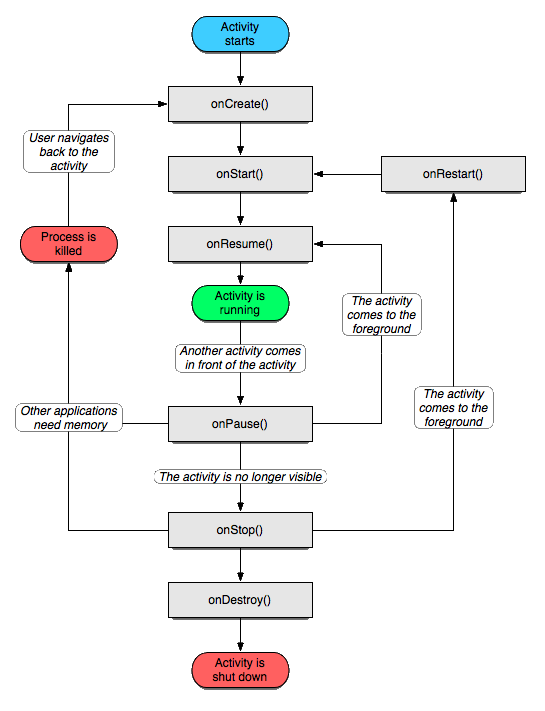 Activity
starts
onCreate()
User navigates
back to the
activity
onStart()
onRestart()
Process is
killed
onResume()
Activity is
running
The activity
comes to the
foreground
Another activity comes
in front of the activity
The activity
comes to the
foreground
Other applications
need memory
onPause()
The activity is no longer visible
onStop()
onDestroy()
Activity is
shut down